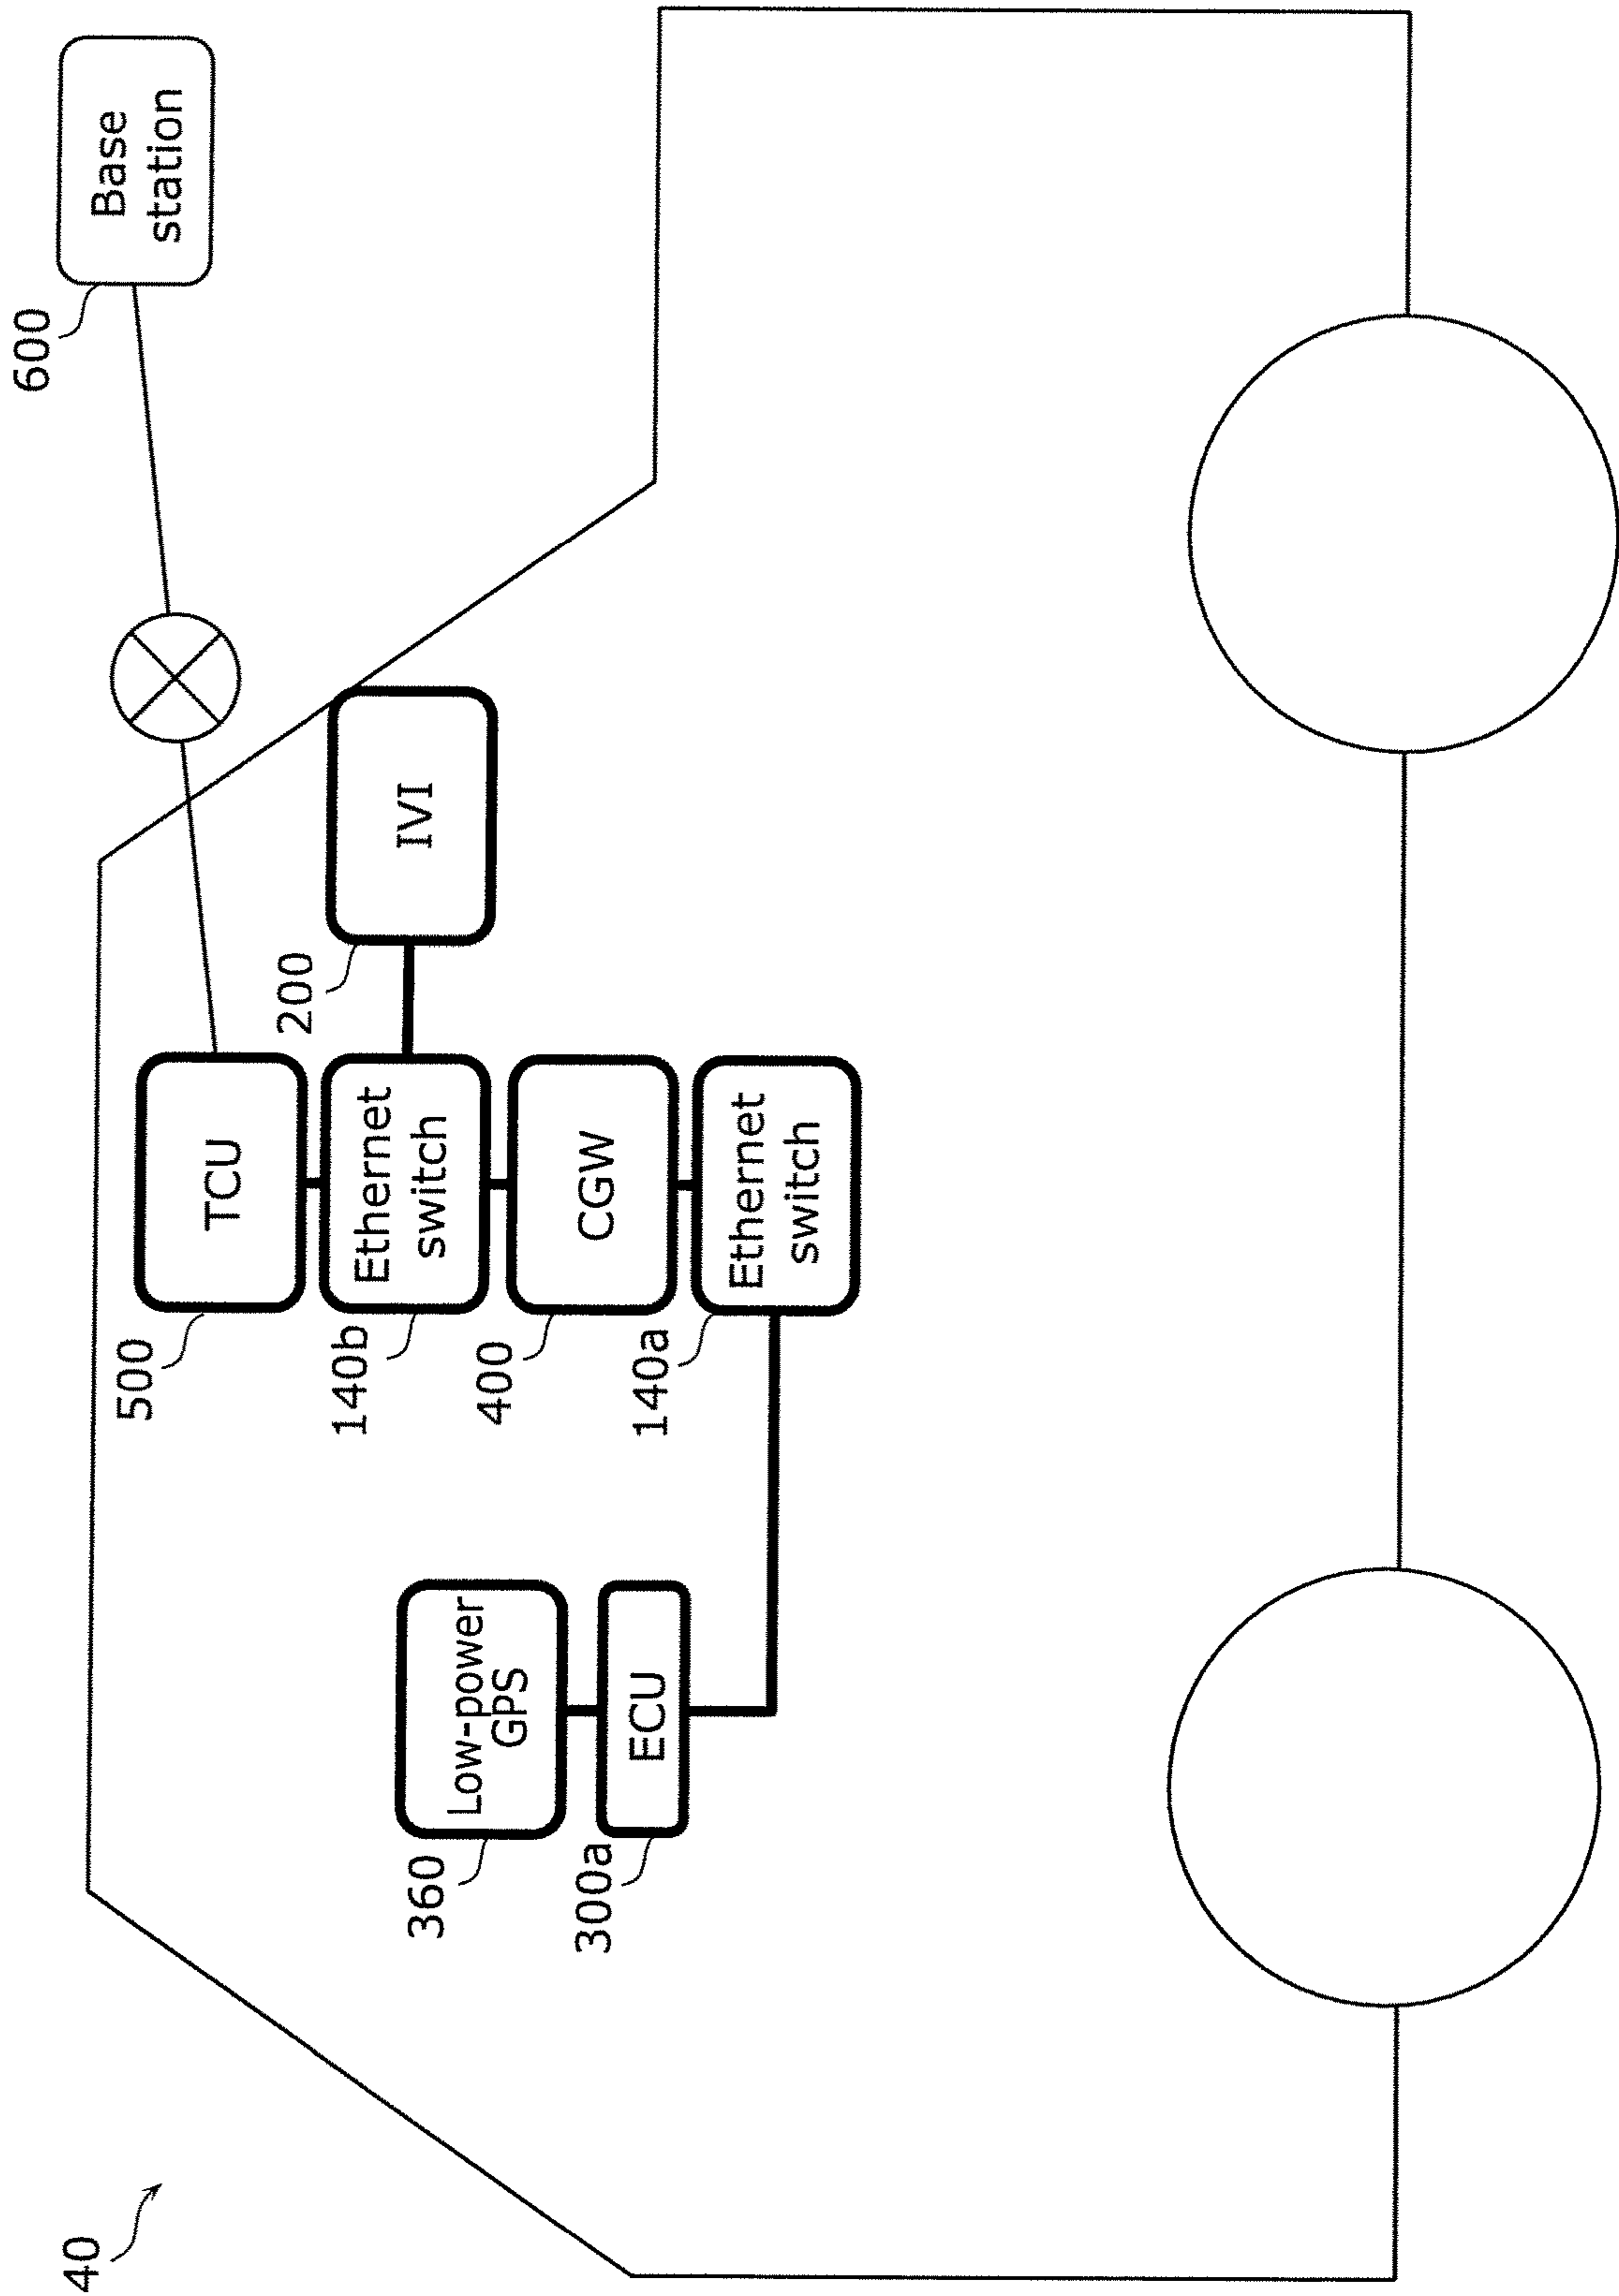 40
600
Base
station
500
TCU
200
IVI
140b
Ethernet
switch
360
Low-power
GPS
400
CGW
300a
ECU
140a
Ethernet
switch